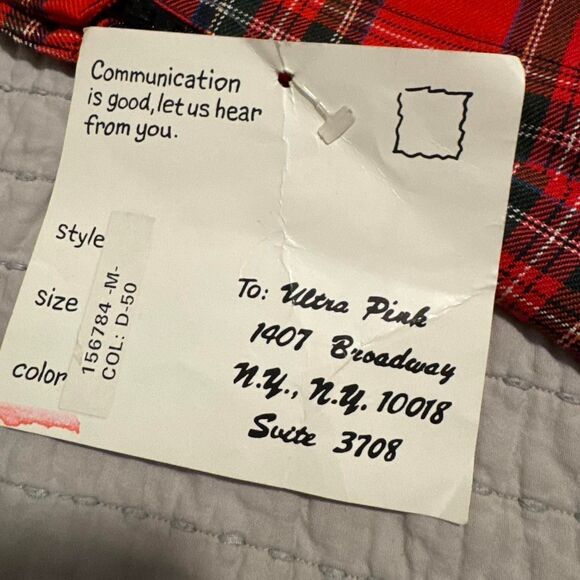 Communication
is good, let us hear
from you.
style
size
color
156784 -M-
COL: D-50
To: Ultra Pink
1407 Broadway
N.Y., N.Y. 10018
Suite 3708